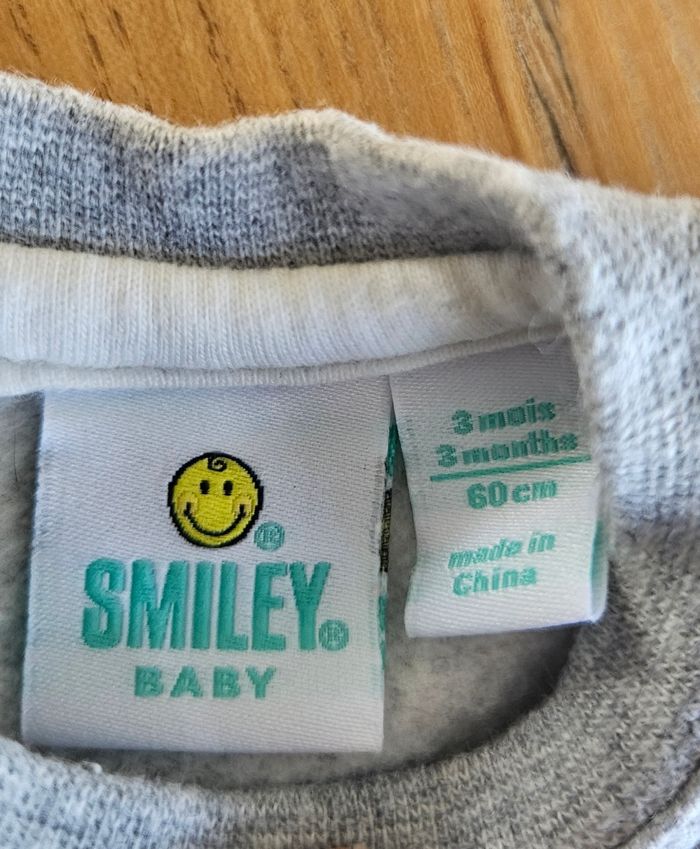 ®
SMILEY®
BABY
3 mois
3 months
60 cm
made in
China